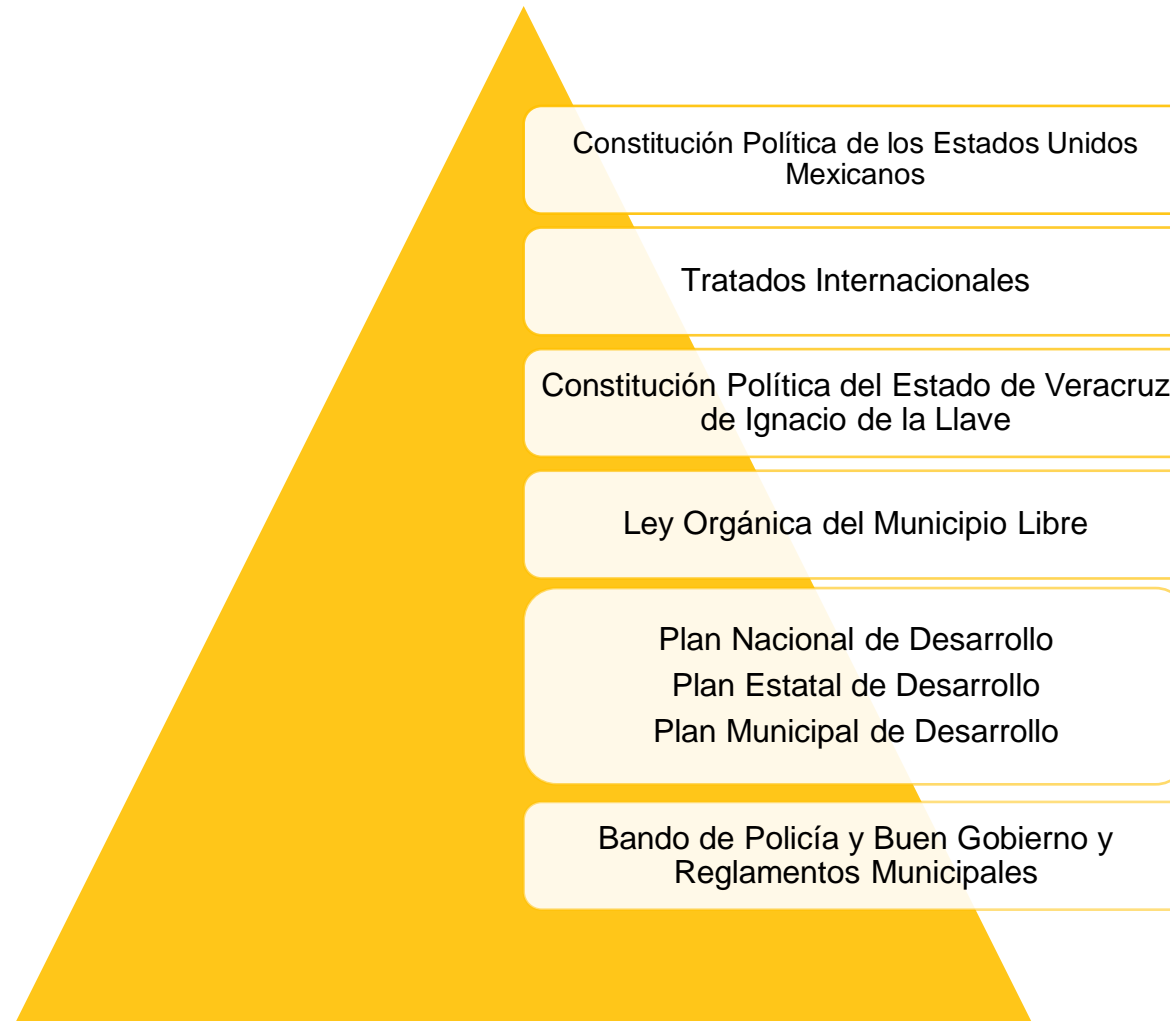 Constitución Política de los Estados Unidos
Mexicanos
Tratados Internacionales
Constitución Política del Estado de Veracruz
de Ignacio de la Llave
Ley Orgánica del Municipio Libre
Plan Nacional de Desarrollo
Plan Estatal de Desarrollo
Plan Municipal de Desarrollo
Bando de Policía y Buen Gobierno y
Reglamentos Municipales